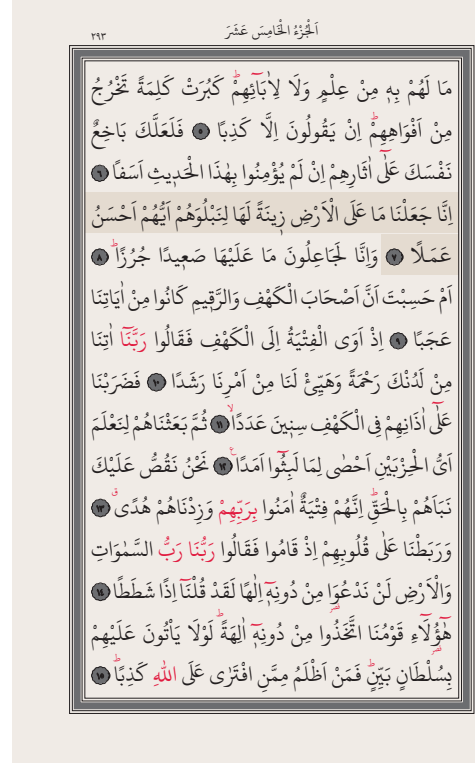 اَلْجُزْءُ الْخَامِسَ عَشَرَ
٢٩٣
مَا لَهُمْ بِه۪ مِنْ عِلْمٍ وَلَا لِاٰبَٓائِهِمْۜ كَبُرَتْ كَلِمَةً تَخْرُجُ
مِنْ اَفْوَاهِهِمْۜ اِنْ يَقُولُونَ اِلَّا كَذِبًا ﴿٥﴾ فَلَعَلَّكَ بَاخِعٌ
نَفْسَكَ عَلٰٓى اٰثَارِهِمْ اِنْ لَمْ يُؤْمِنُوا بِهٰذَا الْحَد۪يثِ اَسَفًا ﴿٦﴾
اِنَّا جَعَلْنَا مَا عَلَى الْاَرْضِ ز۪ينَةً لَهَا لِنَبْلُوَهُمْ اَيُّهُمْ اَحْسَنُ
عَمَلًا ﴿٧﴾ وَاِنَّا لَجَاعِلُونَ مَا عَلَيْهَا صَع۪يدًا جُرُزًاۜ ﴿٨﴾
اَمْ حَسِبْتَ اَنَّ اَصْحَابَ الْكَهْفِ وَالرَّق۪يمِ كَانُوا مِنْ اٰيَاتِنَا
عَجَبًا ﴿٩﴾ اِذْ اَوَى الْفِتْيَةُ اِلَى الْكَهْفِ فَقَالُوا رَبَّنَٓا اٰتِنَا
مِنْ لَدُنْكَ رَحْمَةً وَهَيِّئْ لَنَا مِنْ اَمْرِنَا رَشَدًا ﴿١٠﴾ فَضَرَبْنَا
عَلٰٓى اٰذَانِهِمْ فِي الْكَهْفِ سِن۪ينَ عَدَدًاۙ ﴿١١﴾ ثُمَّ بَعَثْنَاهُمْ لِنَعْلَمَ
اَيُّ الْحِزْبَيْنِ اَحْصٰى لِمَا لَبِثُٓوا اَمَدًا۟ ﴿١٢﴾ نَحْنُ نَقُصُّ عَلَيْكَ
نَبَاَهُمْ بِالْحَقِّۜ اِنَّهُمْ فِتْيَةٌ اٰمَنُوا بِرَبِّهِمْ وَزِدْنَاهُمْ هُدًىۗ ﴿١٣﴾
وَرَبَطْنَا عَلٰى قُلُوبِهِمْ اِذْ قَامُوا فَقَالُوا رَبُّنَا رَبُّ السَّمٰوَاتِ
وَالْاَرْضِ لَنْ نَدْعُوَ۬ا مِنْ دُونِه۪ٓ اِلٰهًا لَقَدْ قُلْنَٓا اِذًا شَطَطًا ﴿١٤﴾
هٰٓؤُ۬لَٓاءِ قَوْمُنَا اتَّخَذُوا مِنْ دُونِه۪ٓ اٰلِهَةًۜ لَوْلَا يَاْتُونَ عَلَيْهِمْ
بِسُلْطَانٍ بَيِّنٍۜ فَمَنْ اَظْلَمُ مِمَّنِ افْتَرٰى عَلَى اللّٰهِ كَذِبًاۜ ﴿١٥﴾